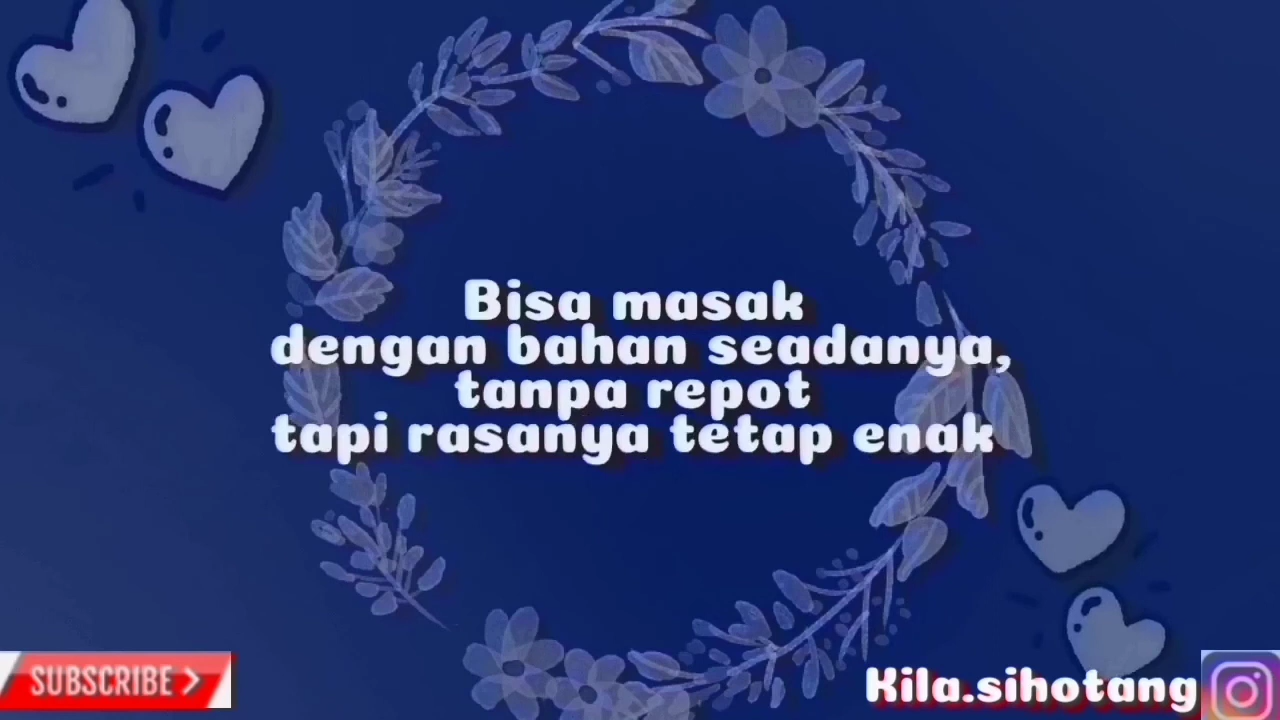 Bisa masak
dengan bahan seadanya,
tanpa repot
tapi rasanya tetap enak
SUBSCRIBE >
Kila.sihotang